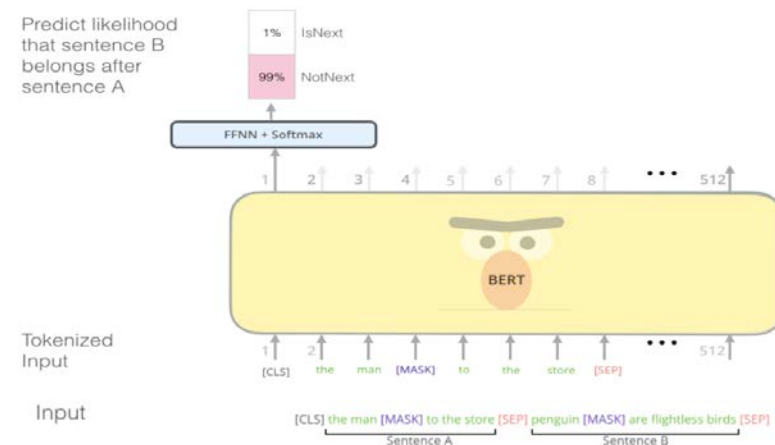 Predict likelihood
that sentence B
belongs after
sentence A
1% IsNext
99% NotNext
FFNN + Softmax
1 2 3 4 5 6 7 8 ••• 512
BERT
Tokenized
Input
1 2 ••• 512
[CLS] the man [MASK] to the store [SEP]
Input
[CLS] the man [MASK] to the store [SEP] penguin [MASK] are flightless birds [SEP]
Sentence A Sentence B